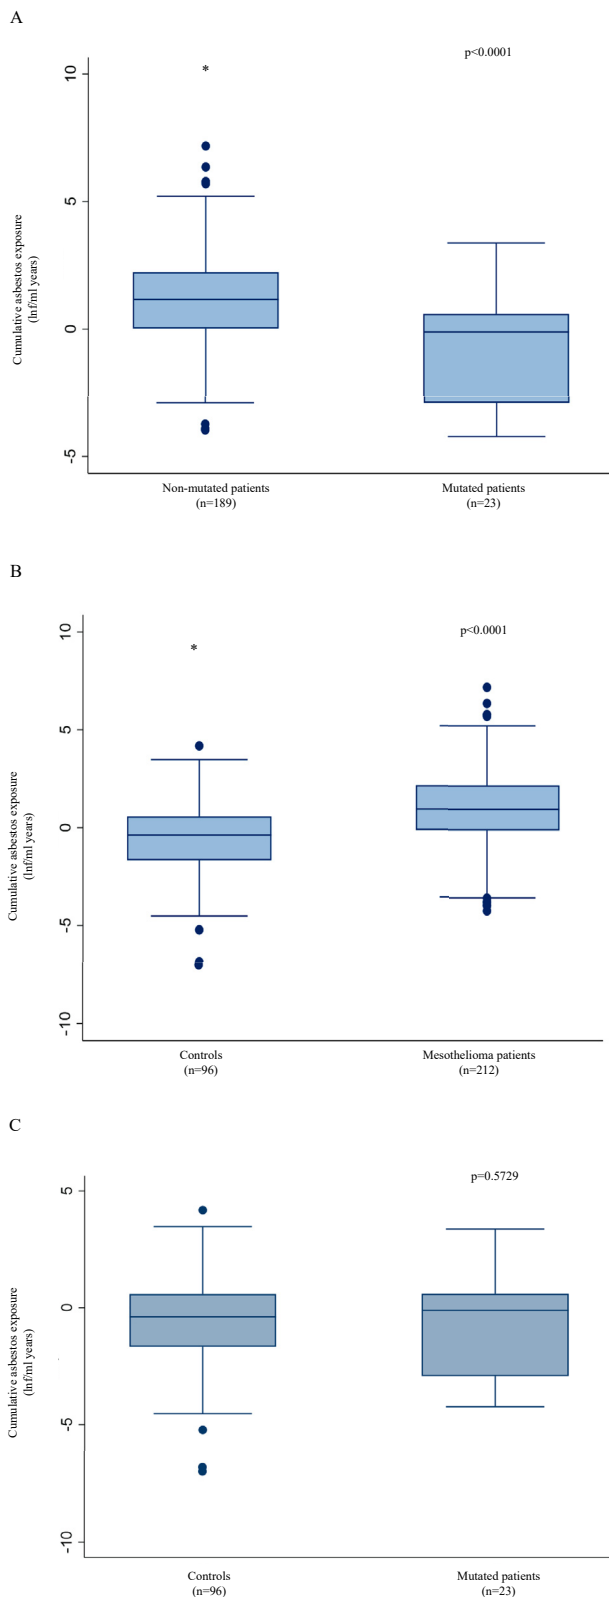 A
p<0.0001
*
10
5
0
-5
Cumulative asbestos exposure
(lnf/ml years)
Non-mutated patients
(n=189)
Mutated patients
(n=23)
B
p<0.0001
*
10
5
0
-5
-10
Cumulative asbestos exposure
(lnf/ml years)
Controls
(n=96)
Mesothelioma patients
(n=212)
C
p=0.5729
5
0
-5
-10
Cumulative asbestos exposure
(lnf/ml years)
Controls
(n=96)
Mutated patients
(n=23)